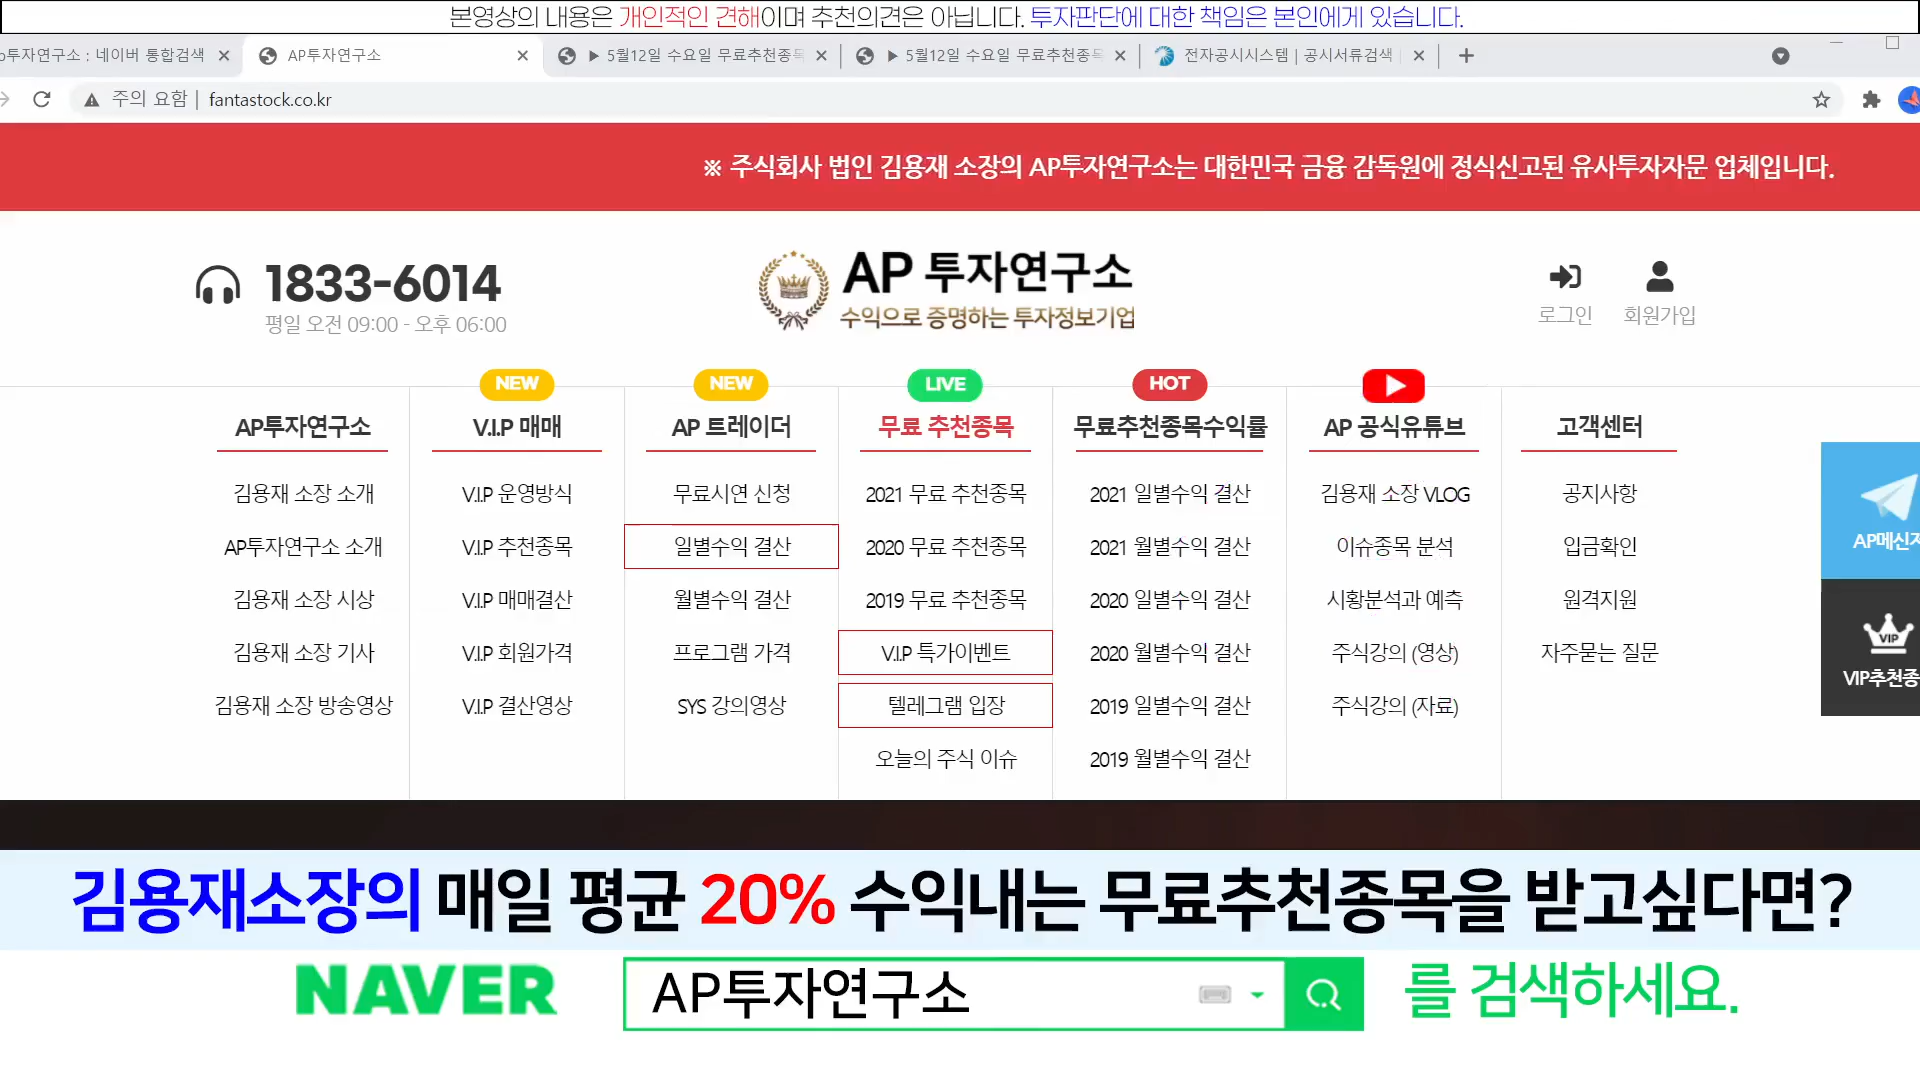 본영상의 내용은 개인적인 견해이며 추천의견은 아닙니다. 투자판단에 대한 책임은 본인에게 있습니다.
투자연구소 : 네이버 통합검색
AP투자연구소
▶ 5월12일 수요일 무료추천종목
▶ 5월12일 수요일 무료추천종목
전자공시시스템 | 공시서류검색
주의 요함 | fantastock.co.kr
※ 주식회사 법인 김용재 소장의 AP투자연구소는 대한민국 금융 감독원에 정식신고된 유사투자자문 업체입니다.
1833-6014
평일 오전 09:00 - 오후 06:00
AP 투자연구소
수익으로 증명하는 투자정보기업
로그인
회원가입
NEW
NEW
LIVE
HOT
AP투자연구소
V.I.P 매매
AP 트레이더
무료 추천종목
무료추천종목수익률
AP 공식유튜브
고객센터
김용재 소장 소개
V.I.P 운영방식
무료시연 신청
2021 무료 추천종목
2021 일별수익 결산
김용재 소장 VLOG
공지사항
AP투자연구소 소개
V.I.P 추천종목
일별수익 결산
2020 무료 추천종목
2021 월별수익 결산
이슈종목 분석
입금확인
김용재 소장 시상
V.I.P 매매결산
월별수익 결산
2019 무료 추천종목
2020 일별수익 결산
시황분석과 예측
원격지원
김용재 소장 기사
V.I.P 회원가격
프로그램 가격
V.I.P 특가이벤트
2020 월별수익 결산
주식강의 (영상)
자주묻는 질문
김용재 소장 방송영상
V.I.P 결산영상
SYS 강의영상
텔레그램 입장
2019 일별수익 결산
주식강의 (자료)
오늘의 주식 이슈
2019 월별수익 결산
AP메신저
VIP
VIP추천종
김용재소장의 매일 평균 20% 수익내는 무료추천종목을 받고싶다면?
NAVER
AP투자연구소
를 검색하세요.